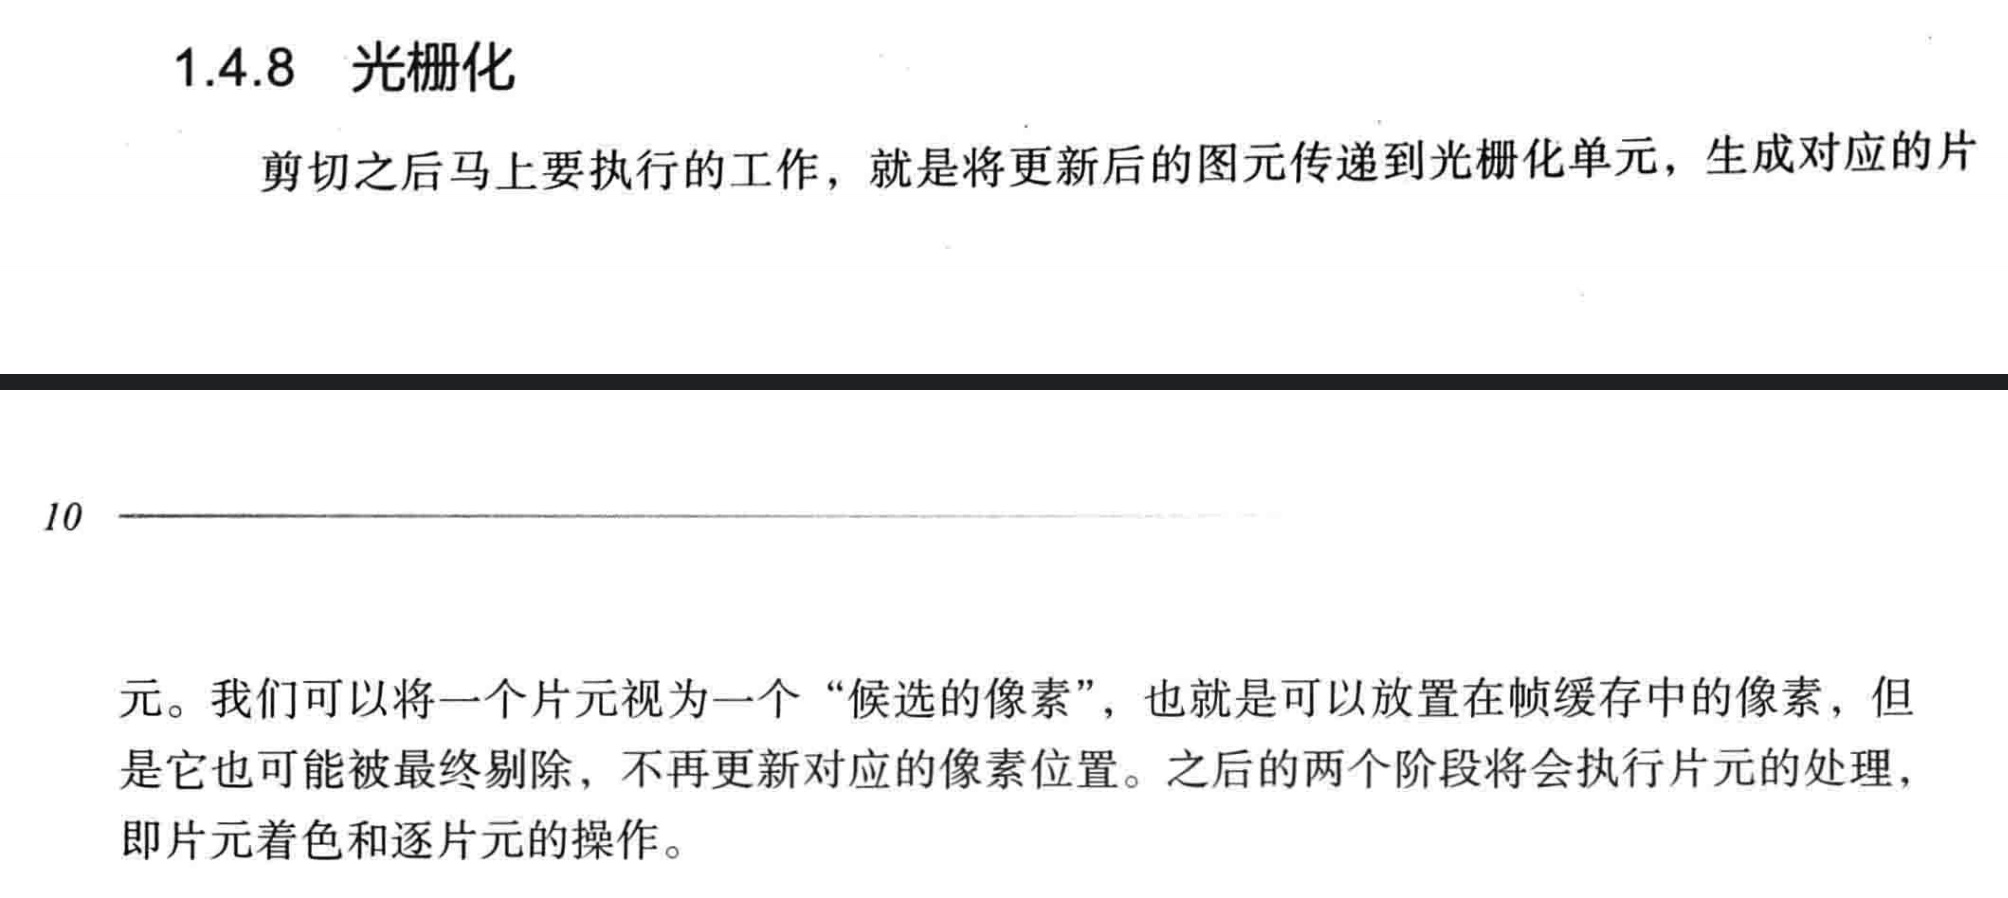 1.4.8 光栅化
剪切之后马上要执行的工作，就是将更新后的图元传递到光栅化单元，生成对应的片
10
元。我们可以将一个片元视为一个“候选的像素”，也就是可以放置在帧缓存中的像素，但
是它也可能被最终剔除，不再更新对应的像素位置。之后的两个阶段将会执行片元的处理，
即片元着色和逐片元的操作。